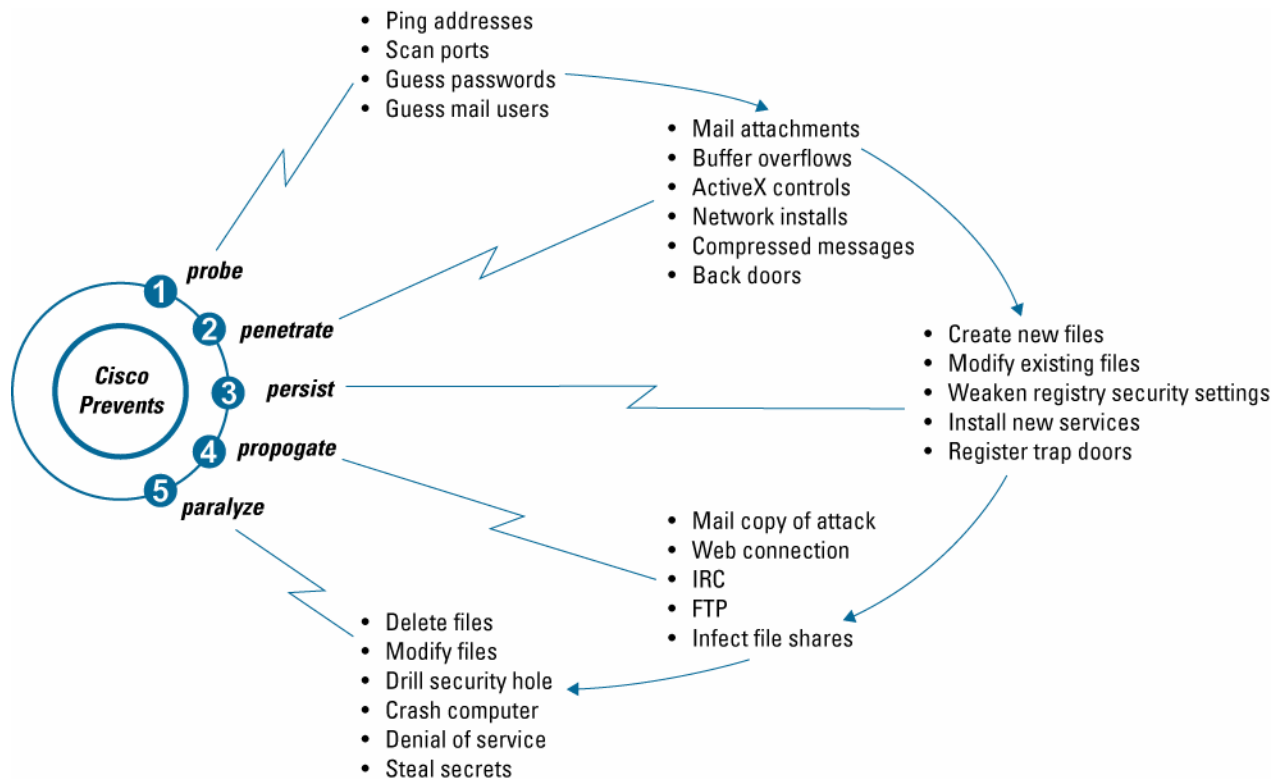 • Ping addresses
• Scan ports
• Guess passwords
• Guess mail users
• Mail attachments
• Buffer overflows
• ActiveX controls
• Network installs
• Compressed messages
• Back doors
• Create new files
• Modify existing files
• Weaken registry security settings
• Install new services
• Register trap doors
• Mail copy of attack
• Web connection
• IRC
• FTP
• Infect file shares
• Delete files
• Modify files
• Drill security hole
• Crash computer
• Denial of service
• Steal secrets
Cisco
Prevents
1 probe
2 penetrate
3 persist
4 propogate
5 paralyze